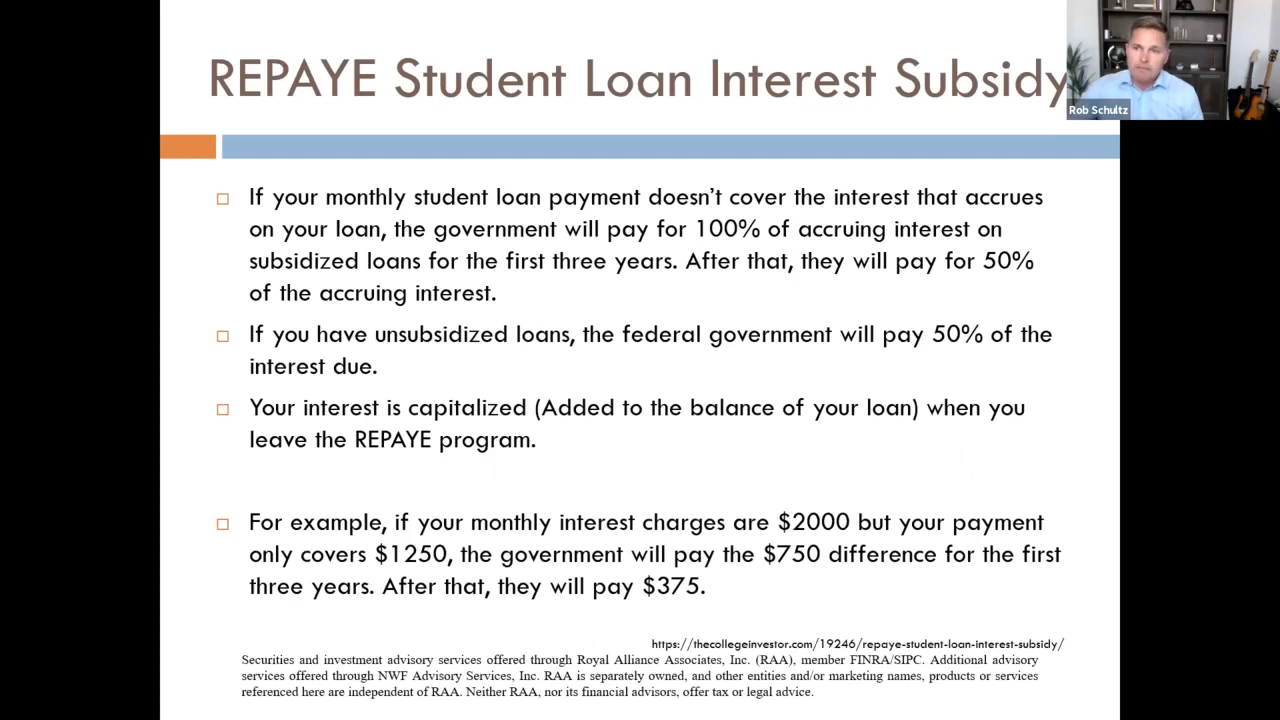 REPAYE Student Loan Interest Subsidy
Rob Schultz
If your monthly student loan payment doesn’t cover the interest that accrues
on your loan, the government will pay for 100% of accruing interest on
subsidized loans for the first three years. After that, they will pay for 50%
of the accruing interest.
If you have unsubsidized loans, the federal government will pay 50% of the
interest due.
Your interest is capitalized (Added to the balance of your loan) when you
leave the REPAYE program.
For example, if your monthly interest charges are $2000 but your payment
only covers $1250, the government will pay the $750 difference for the first
three years. After that, they will pay $375.
https://thecollegeinvestor.com/19246/repaye-student-loan-interest-subsidy/
Securities and investment advisory services offered through Royal Alliance Associates, Inc. (RAA), member FINRA/SIPC. Additional advisory
services offered through NWF Advisory Services, Inc. RAA is separately owned, and other entities and/or marketing names, products or services
referenced here are independent of RAA. Neither RAA, nor its financial advisors, offer tax or legal advice.